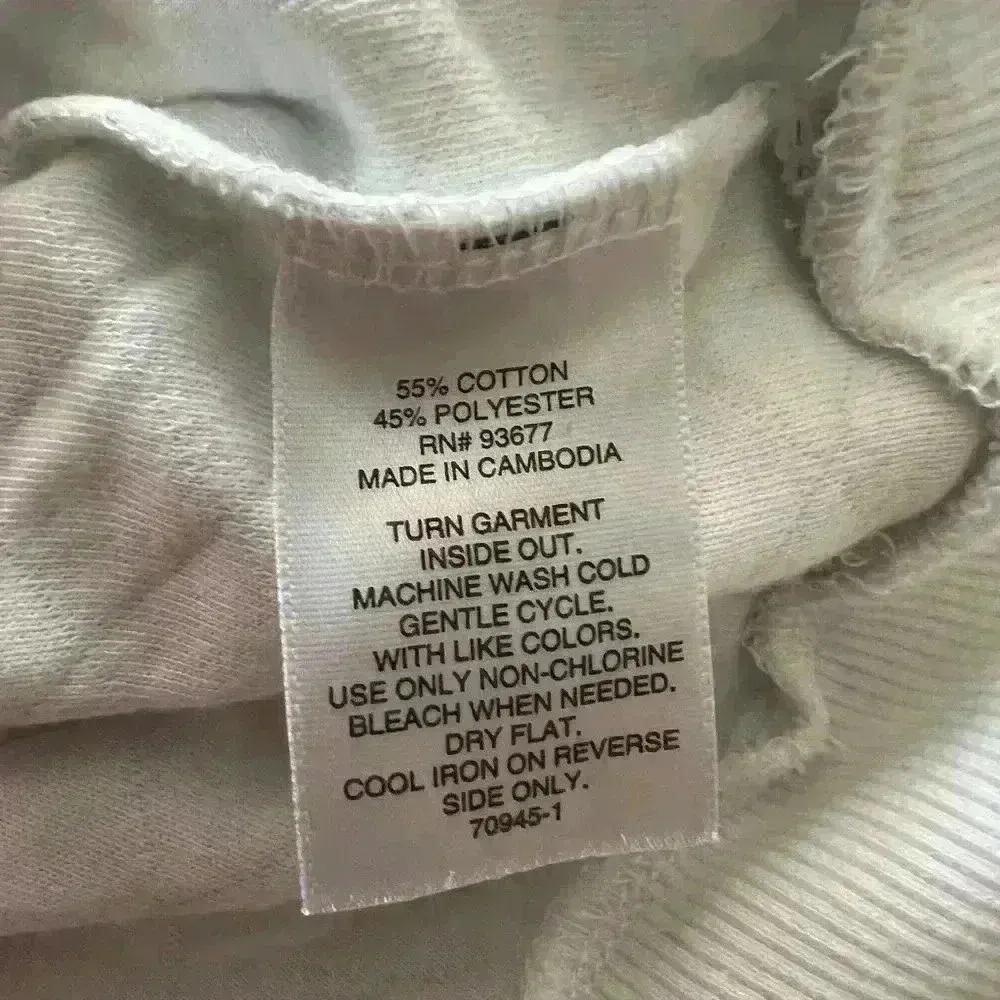 55% COTTON
45% POLYESTER
RN# 93677
MADE IN CAMBODIA
TURN GARMENT
INSIDE OUT.
MACHINE WASH COLD
GENTLE CYCLE.
WITH LIKE COLORS.
USE ONLY NON-CHLORINE
BLEACH WHEN NEEDED.
DRY FLAT.
COOL IRON ON REVERSE
SIDE ONLY.
70945-1